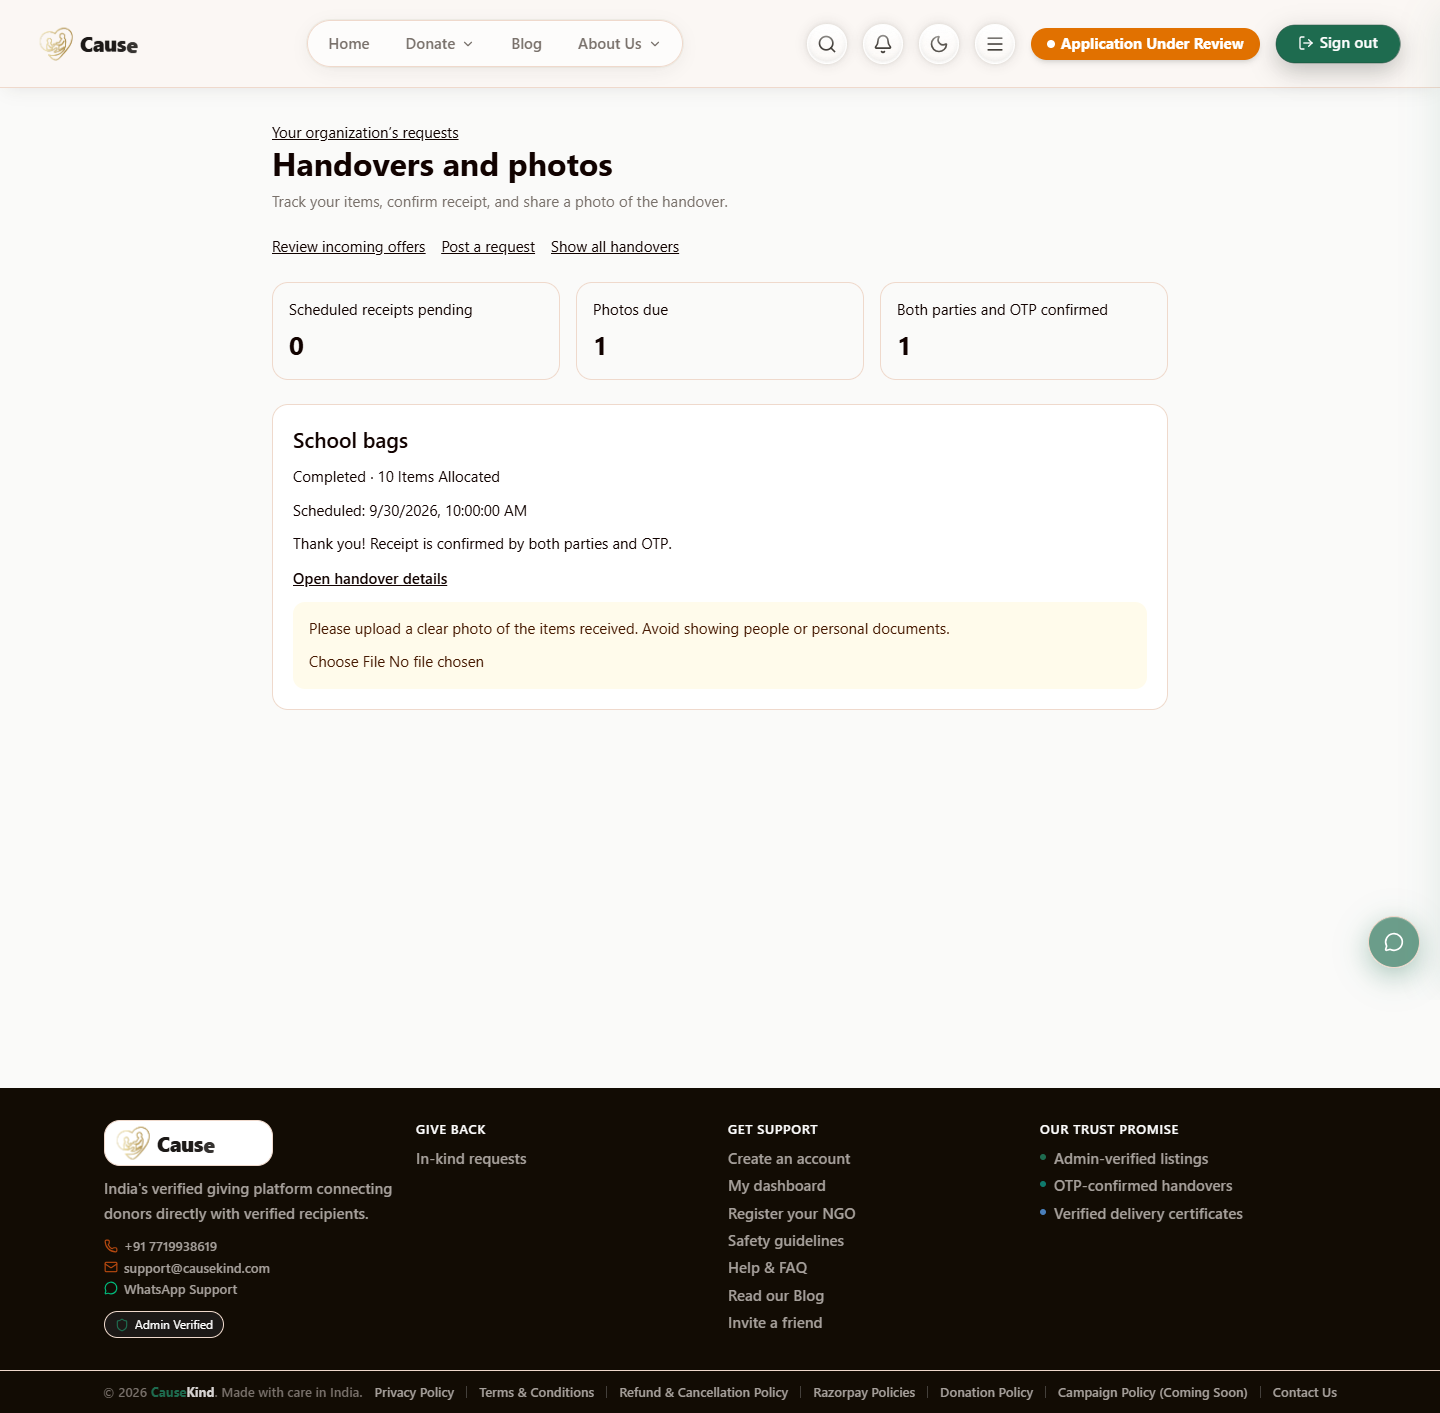 Cause
Home Donate Blog About Us
Application Under Review
Sign out
Your organization's requests
Handovers and photos
Track your items, confirm receipt, and share a photo of the handover.
Review incoming offers Post a request Show all handovers
Scheduled receipts pending
0
Photos due
1
Both parties and OTP confirmed
1
School bags
Completed · 10 Items Allocated
Scheduled: 9/30/2026, 10:00:00 AM
Thank you! Receipt is confirmed by both parties and OTP.
Open handover details
Please upload a clear photo of the items received. Avoid showing people or personal documents.
Choose File No file chosen
Cause
India's verified giving platform connecting
donors directly with verified recipients.
+91 7719938619
support@causekind.com
WhatsApp Support
Admin Verified
GIVE BACK
In-kind requests
GET SUPPORT
Create an account
My dashboard
Register your NGO
Safety guidelines
Help & FAQ
Read our Blog
Invite a friend
OUR TRUST PROMISE
Admin-verified listings
OTP-confirmed handovers
Verified delivery certificates
© 2026 CauseKind. Made with care in India. Privacy Policy Terms & Conditions Refund & Cancellation Policy Razorpay Policies Donation Policy Campaign Policy (Coming Soon) Contact Us